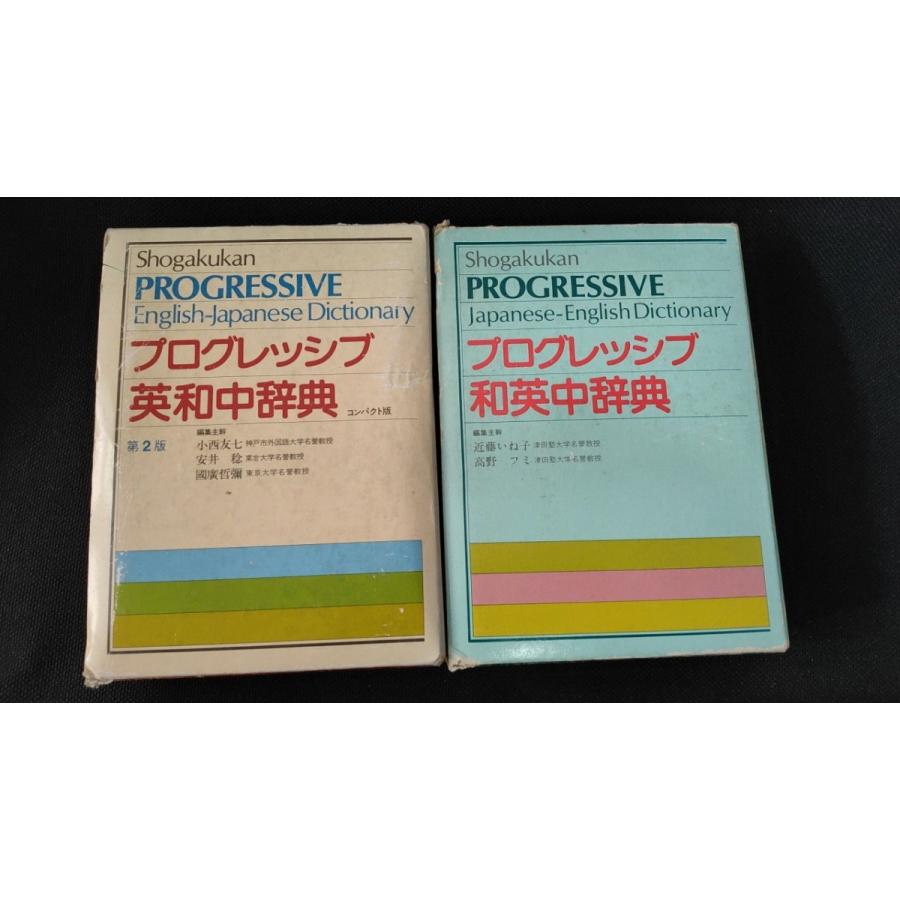 Shogakukan
PROGRESSIVE
English-Japanese Dictionary
プログレッシブ
英和中辞典 コンパクト版
第2版
編集主幹
小西友七 神戸市外国語大学名誉教授
安井 稔 東北大学名誉教授
國廣哲彌 東京大学名誉教授
Shogakukan
PROGRESSIVE
Japanese-English Dictionary
プログレッシブ
和英中辞典
編集主幹
近藤いね子 津田塾大学名誉教授
高野 フミ 津田塾大学名誉教授